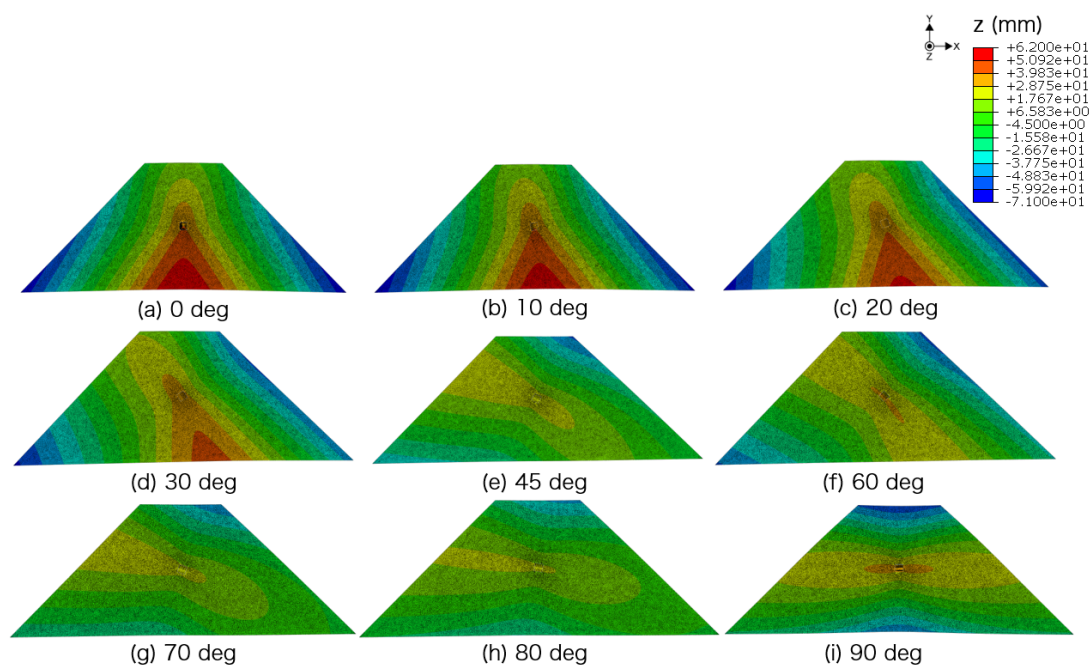 Y
X
Z
z (mm)
+6.200e+01
+5.092e+01
+3.983e+01
+2.875e+01
+1.767e+01
+6.583e+00
-4.500e+00
-1.558e+01
-2.667e+01
-3.775e+01
-4.883e+01
-5.992e+01
-7.100e+01
(a) 0 deg
(b) 10 deg
(c) 20 deg
(d) 30 deg
(e) 45 deg
(f) 60 deg
(g) 70 deg
(h) 80 deg
(i) 90 deg